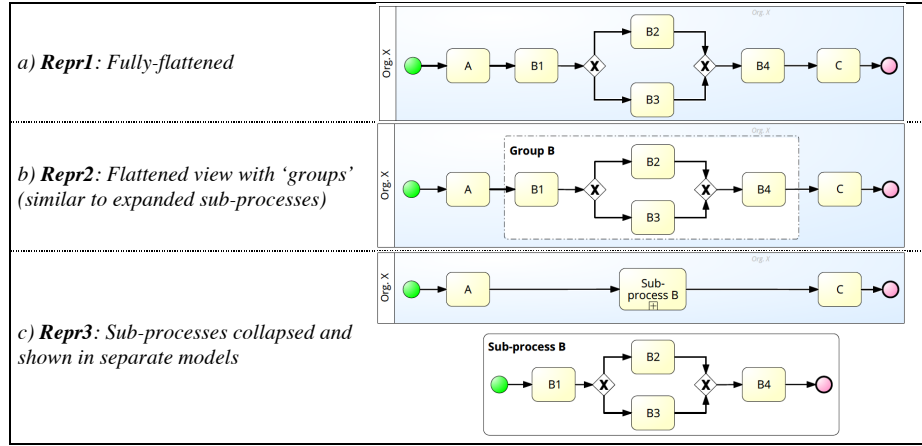 a) Repr1: Fully-flattened
Org. X
Org. X
A
B1
X
B2
B3
X
B4
C
b) Repr2: Flattened view with ‘groups’
(similar to expanded sub-processes)
Org. X
Org. X
Group B
A
B1
X
B2
B3
X
B4
C
c) Repr3: Sub-processes collapsed and
shown in separate models
Org. X
Org. X
A
Sub-
process B
C
Sub-process B
B1
X
B2
B3
X
B4